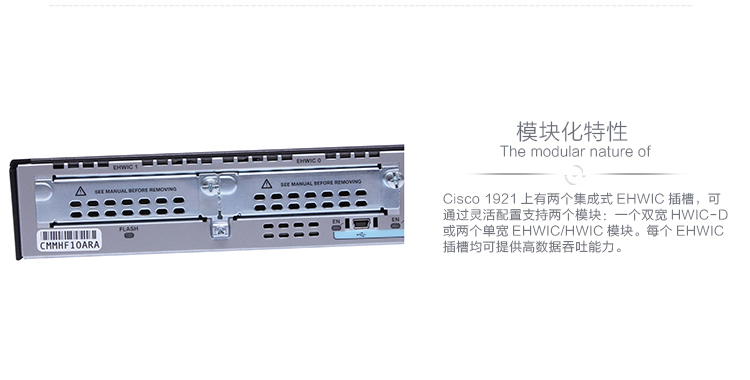 模块化特性
The modular nature of
Cisco 1921 上有两个集成式 EHWIC 插槽，可
通过灵活配置支持两个模块：一个双宽 HWIC-D
或两个单宽 EHWIC/HWIC 模块。每个 EHWIC
插槽均可提供高数据吞吐能力。
EHWIC 1
EHWIC 0
SEE MANUAL BEFORE REMOVING
SEE MANUAL BEFORE REMOVING
CMMHF10ARA
FLASH
EN
EN